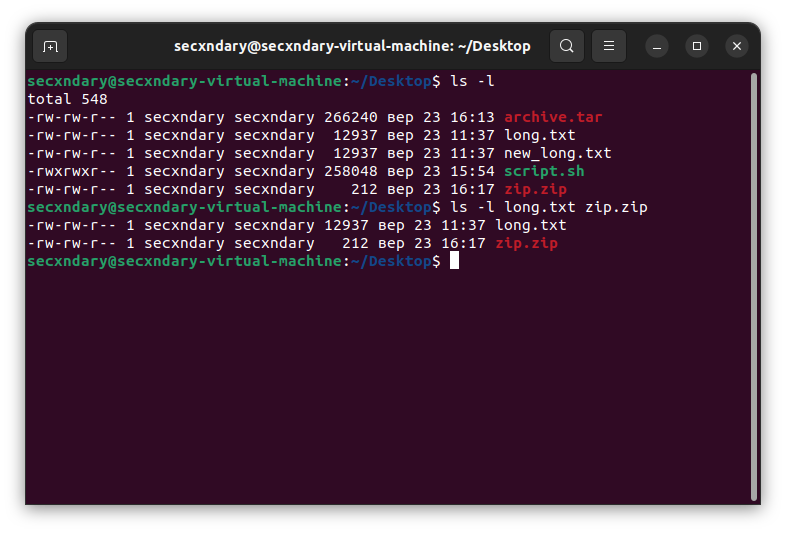 secxndary@secxndary-virtual-machine: ~/Desktop
secxndary@secxndary-virtual-machine:~/Desktop$ ls -l
total 548
-rw-rw-r-- 1 secxndary secxndary 266240 вер 23 16:13 archive.tar
-rw-rw-r-- 1 secxndary secxndary  12937 вер 23 11:37 long.txt
-rw-rw-r-- 1 secxndary secxndary  12937 вер 23 11:37 new_long.txt
-rwxrwxr-- 1 secxndary secxndary 258048 вер 23 15:54 script.sh
-rw-rw-r-- 1 secxndary secxndary    212 вер 23 16:17 zip.zip
secxndary@secxndary-virtual-machine:~/Desktop$ ls -l long.txt zip.zip
-rw-rw-r-- 1 secxndary secxndary 12937 вер 23 11:37 long.txt
-rw-rw-r-- 1 secxndary secxndary   212 вер 23 16:17 zip.zip
secxndary@secxndary-virtual-machine:~/Desktop$